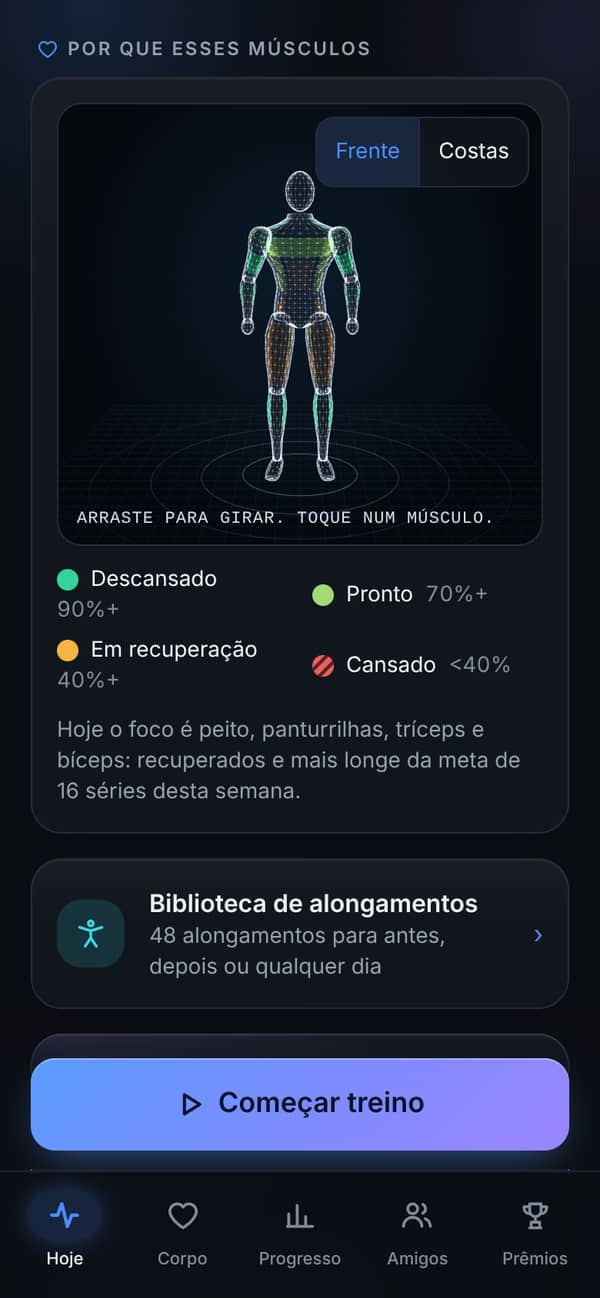 POR QUE ESSES MÚSCULOS
Frente
Costas
ARRASTE PARA GIRAR. TOQUE NUM MÚSCULO.
Descansado
90%+
Pronto 70%+
Em recuperação
40%+
Cansado <40%
Hoje o foco é peito, panturrilhas, tríceps e
bíceps: recuperados e mais longe da meta de
16 séries desta semana.
Biblioteca de alongamentos
48 alongamentos para antes,
depois ou qualquer dia
Começar treino
Hoje
Corpo
Progresso
Amigos
Prêmios